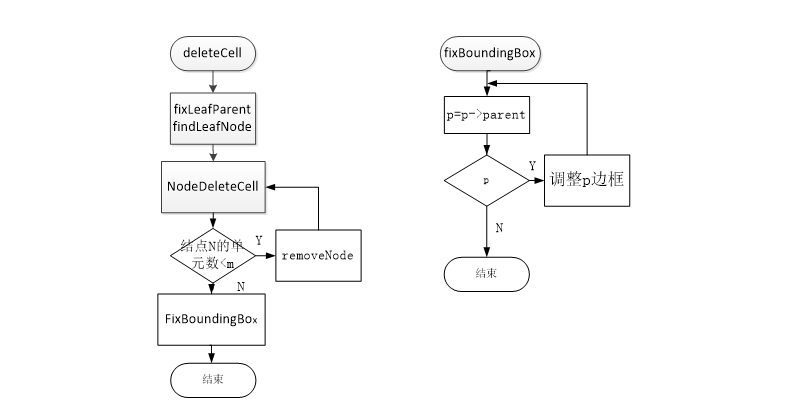 deleteCell
fixLeafParent
findLeafNode
NodeDeleteCell
结点N的单
元数<m
Y
removeNode
N
FixBoundingBox
结束
fixBoundingBox
p=p->parent
p
Y
调整p边框
N
结束